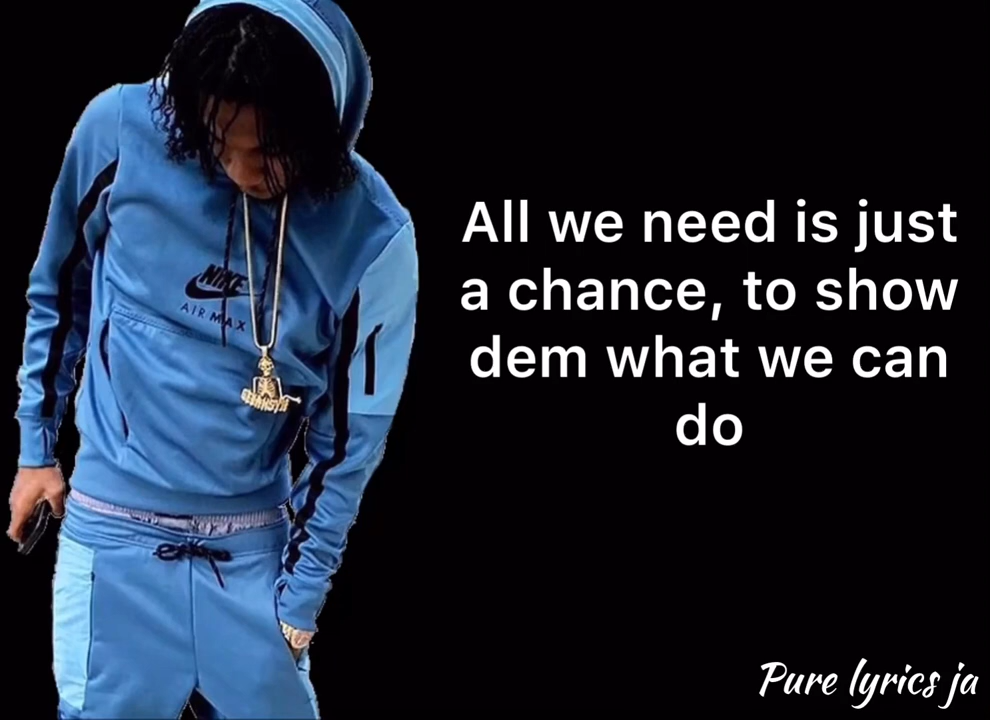 NIKE
AIR MAX
All we need is just
a chance, to show
dem what we can
do
Pure lyrics ja